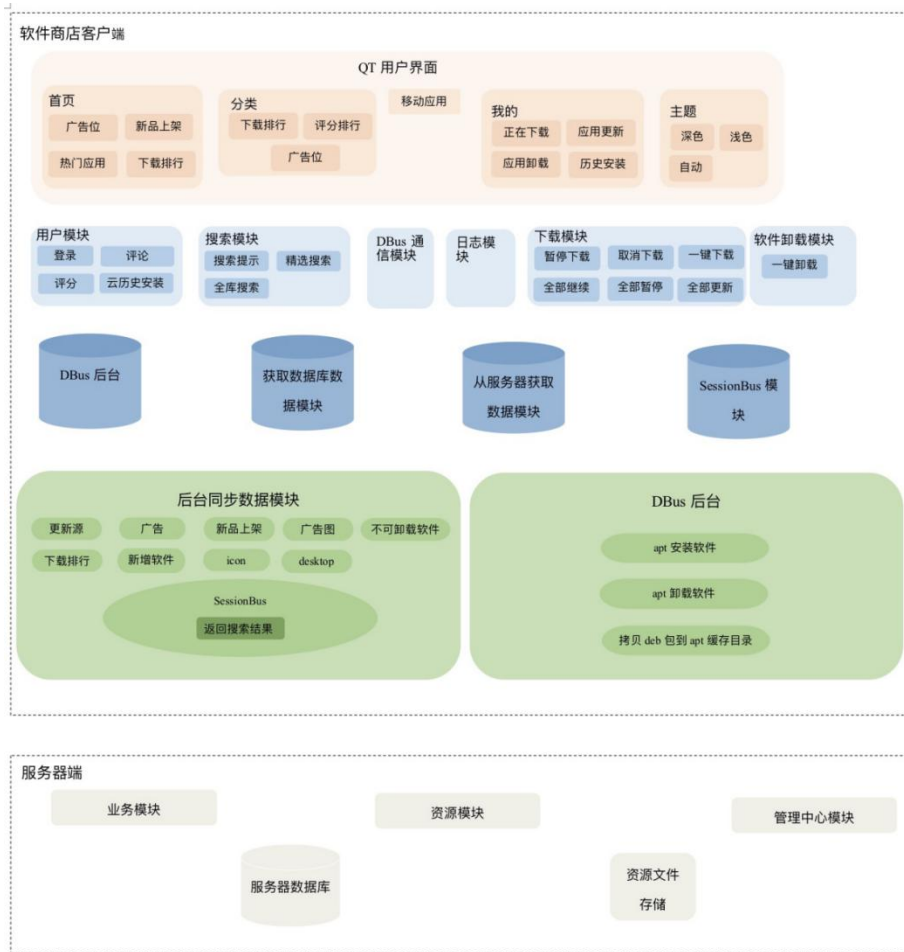 软件商店客户端
QT 用户界面
首页
广告位
新品上架
热门应用
下载排行
分类
下载排行
评分排行
广告位
移动应用
我的
正在下载
应用更新
应用卸载
历史安装
主题
深色
浅色
自动
用户模块
登录
评论
评分
云历史安装
搜索模块
搜索提示
精选搜索
全库搜索
DBus 通
信模块
日志模
块
下载模块
暂停下载
取消下载
一键下载
全部继续
全部暂停
全部更新
软件卸载模块
一键卸载
DBus 后台
获取数据库数
据模块
从服务器获取
数据模块
SessionBus 模
块
后台同步数据模块
更新源
广告
新品上架
广告图
不可卸载软件
下载排行
新增软件
icon
desktop
SessionBus
返回搜索结果
DBus 后台
apt 安装软件
apt 卸载软件
拷贝 deb 包到 apt 缓存目录
服务器端
业务模块
资源模块
管理中心模块
服务器数据库
资源文件
存储